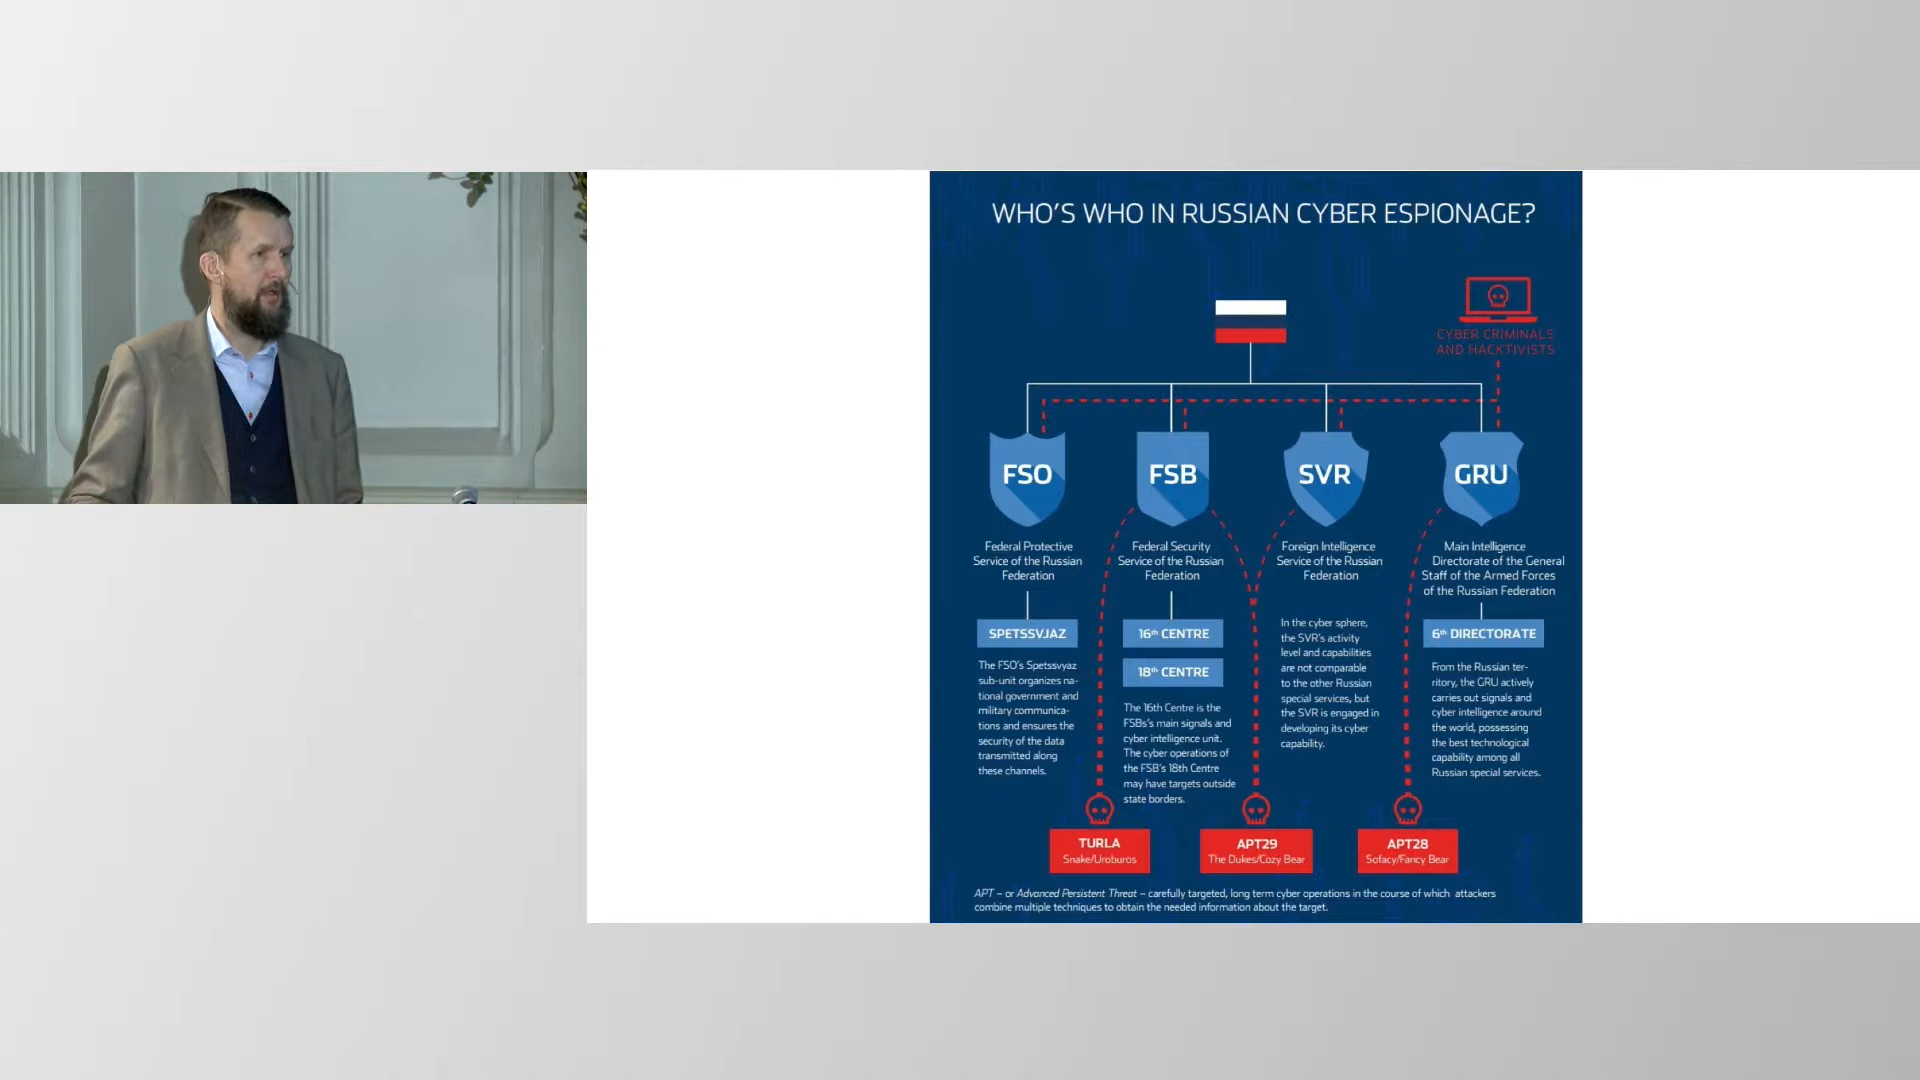 WHO'S WHO IN RUSSIAN CYBER ESPIONAGE?
CYBER CRIMINALS
AND HACKTIVISTS
FSO
FSB
SVR
GRU
Federal Protective
Service of the Russian
Federation
Federal Security
Service of the Russian
Federation
Foreign Intelligence
Service of the Russian
Federation
Main Intelligence
Directorate of the General
Staff of the Armed Forces
of the Russian Federation
SPETSSVJAZ
The FSO's Spetssvyaz
sub-unit organizes na-
tional government and
military communica-
tions and ensures the
security of the data
transmitted along
these channels.
16th CENTRE
18th CENTRE
The 16th Centre is the
FSBs's main signals and
cyber intelligence unit.
The cyber operations of
the FSB's 18th Centre
may have targets outside
state borders.
In the cyber sphere,
the SVR's activity
level and capabilities
are not comparable
to the other Russian
special services, but
the SVR is engaged in
developing its cyber
capability.
6th DIRECTORATE
From the Russian ter-
ritory, the GRU actively
carries out signals and
cyber intelligence around
the world, possessing
the best technological
capability among all
Russian special services.
TURLA
Snake/Uroburos
APT29
The Dukes/Cozy Bear
APT28
Sofacy/Fancy Bear
APT – or Advanced Persistent Threat – carefully targeted, long term cyber operations in the course of which attackers
combine multiple techniques to obtain the needed information about the target.